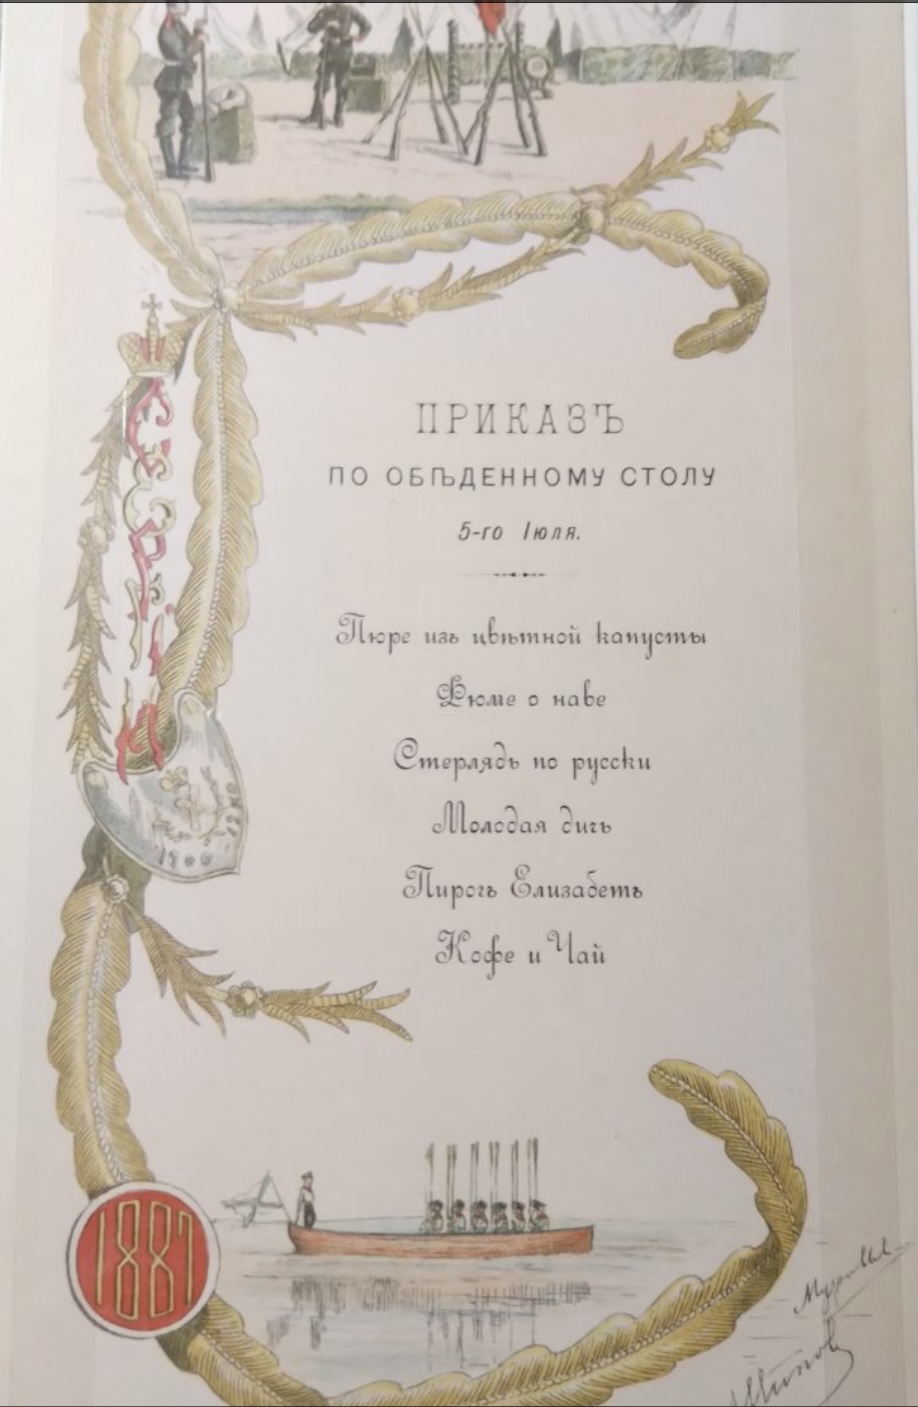 ПРИКАЗЪ
ПО ОБѢДЕННОМУ СТОЛУ
5-го Iюля.
Пюре изъ цвѣтной капусты
Фюме о наве
Стерлядь по русски
Молодая дичь
Пирогъ Елизабетъ
Кофе и Чай
1887